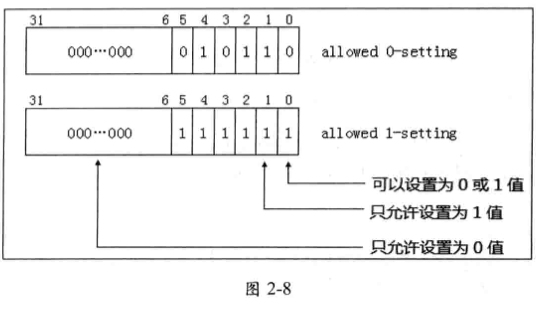 31 6 5 4 3 2 1 0
000…000 0 1 0 1 1 0 allowed 0-setting
31 6 5 4 3 2 1 0
000…000 1 1 1 1 1 1 allowed 1-setting
可以设置为 0 或 1 值
只允许设置为 1 值
只允许设置为 0 值
图 2-8